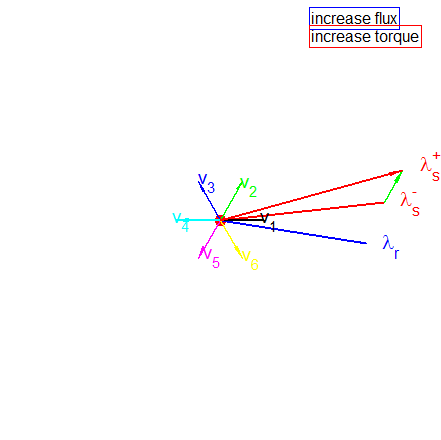 increase flux
increase torque
λs+
v3
v2
λs-
v4
v1
λr
v5
v6